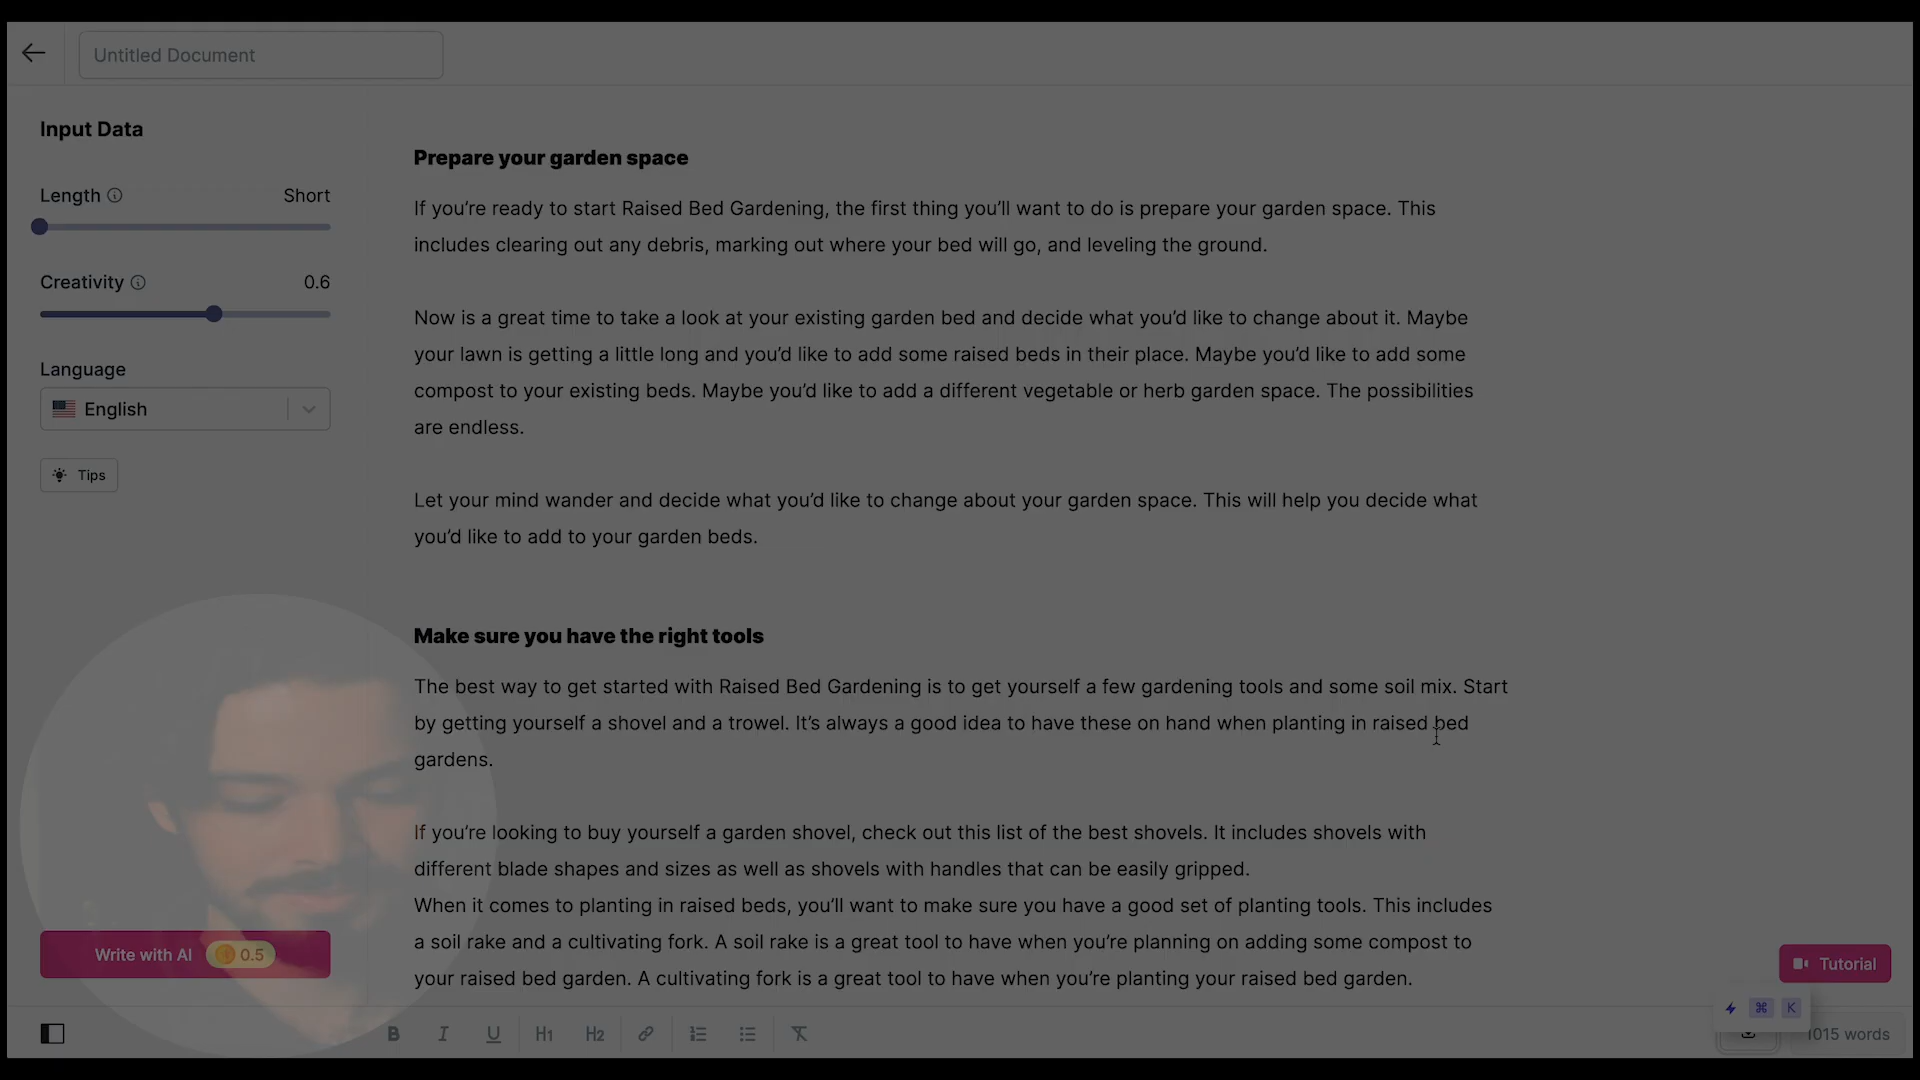 Untitled Document
Input Data
Length
Short
Creativity
0.6
Language
English
Tips
Write with AI
0.5
Prepare your garden space
If you’re ready to start Raised Bed Gardening, the first thing you’ll want to do is prepare your garden space. This
includes clearing out any debris, marking out where your bed will go, and leveling the ground.
Now is a great time to take a look at your existing garden bed and decide what you’d like to change about it. Maybe
your lawn is getting a little long and you’d like to add some raised beds in their place. Maybe you’d like to add some
compost to your existing beds. Maybe you’d like to add a different vegetable or herb garden space. The possibilities
are endless.
Let your mind wander and decide what you’d like to change about your garden space. This will help you decide what
you’d like to add to your garden beds.
Make sure you have the right tools
The best way to get started with Raised Bed Gardening is to get yourself a few gardening tools and some soil mix. Start
by getting yourself a shovel and a trowel. It’s always a good idea to have these on hand when planting in raised bed
gardens.
If you’re looking to buy yourself a garden shovel, check out this list of the best shovels. It includes shovels with
different blade shapes and sizes as well as shovels with handles that can be easily gripped.
When it comes to planting in raised beds, you’ll want to make sure you have a good set of planting tools. This includes
a soil rake and a cultivating fork. A soil rake is a great tool to have when you’re planning on adding some compost to
your raised bed garden. A cultivating fork is a great tool to have when you’re planting your raised bed garden.
Tutorial
⌘ K
B I U H1 H2
1015 words